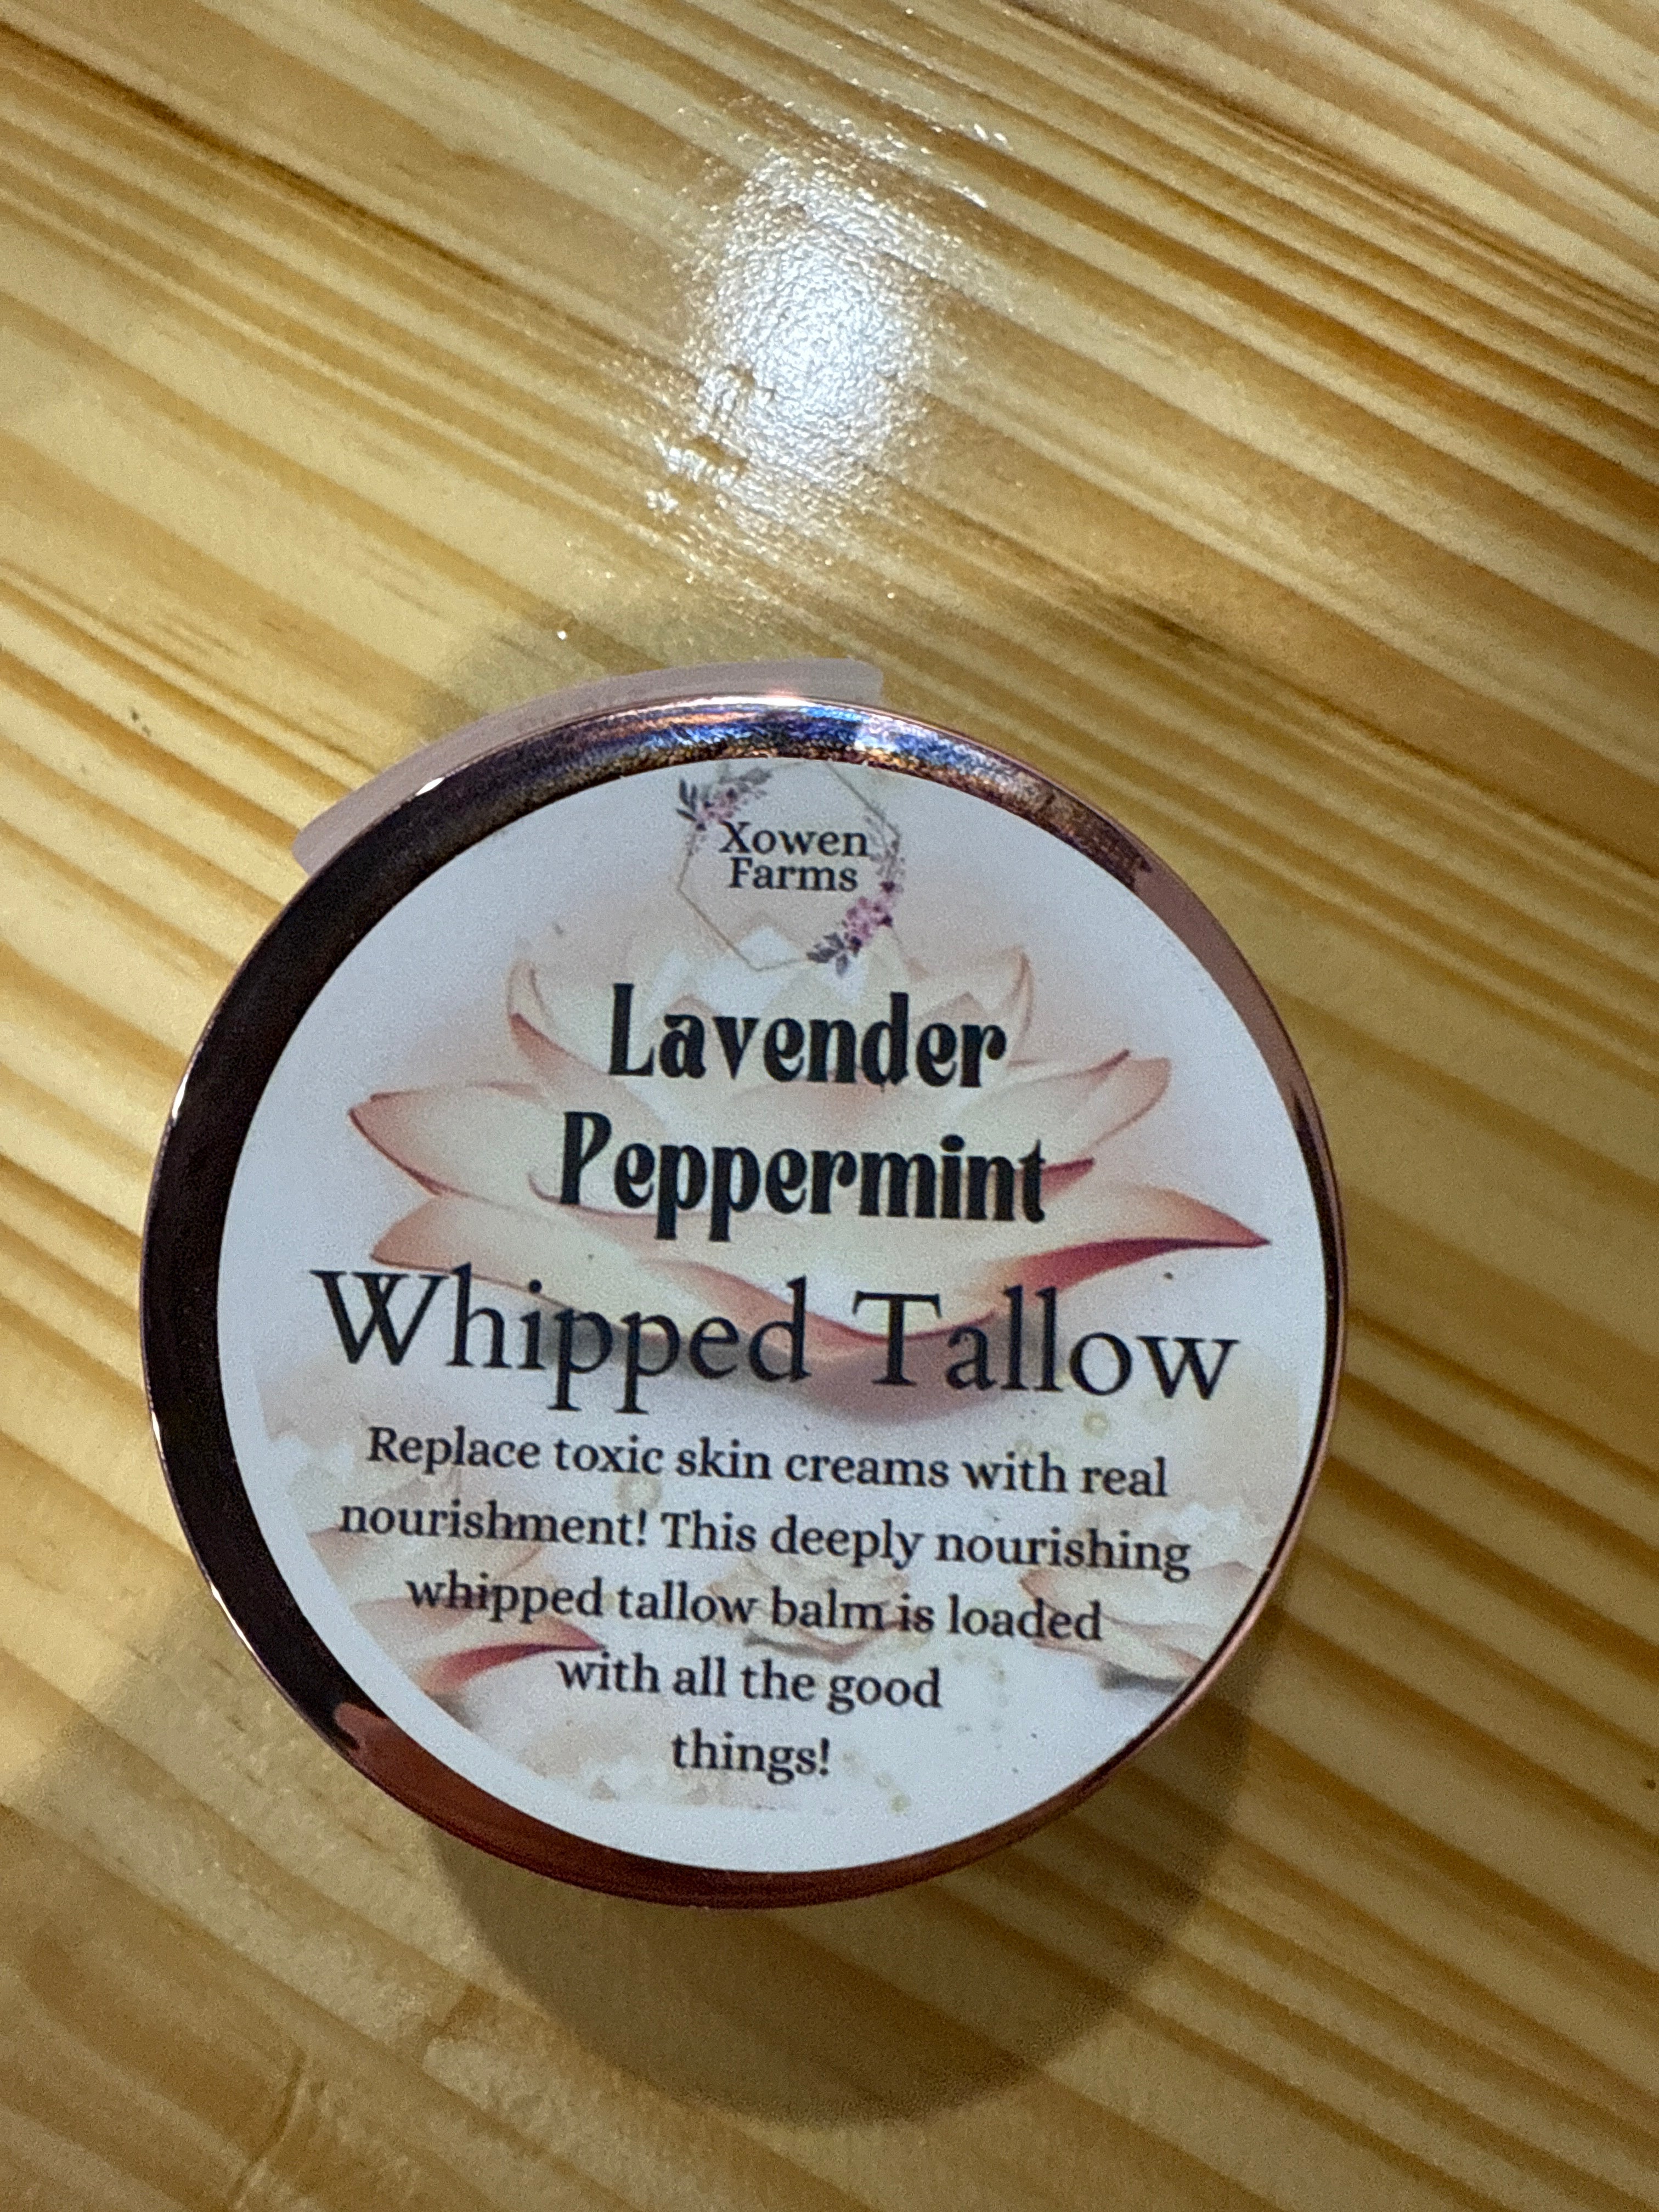 Xowen
Farms
Lavender
Peppermint
Whipped Tallow
Replace toxic skin creams with real
nourishment! This deeply nourishing
whipped tallow balm is loaded
with all the good
things!